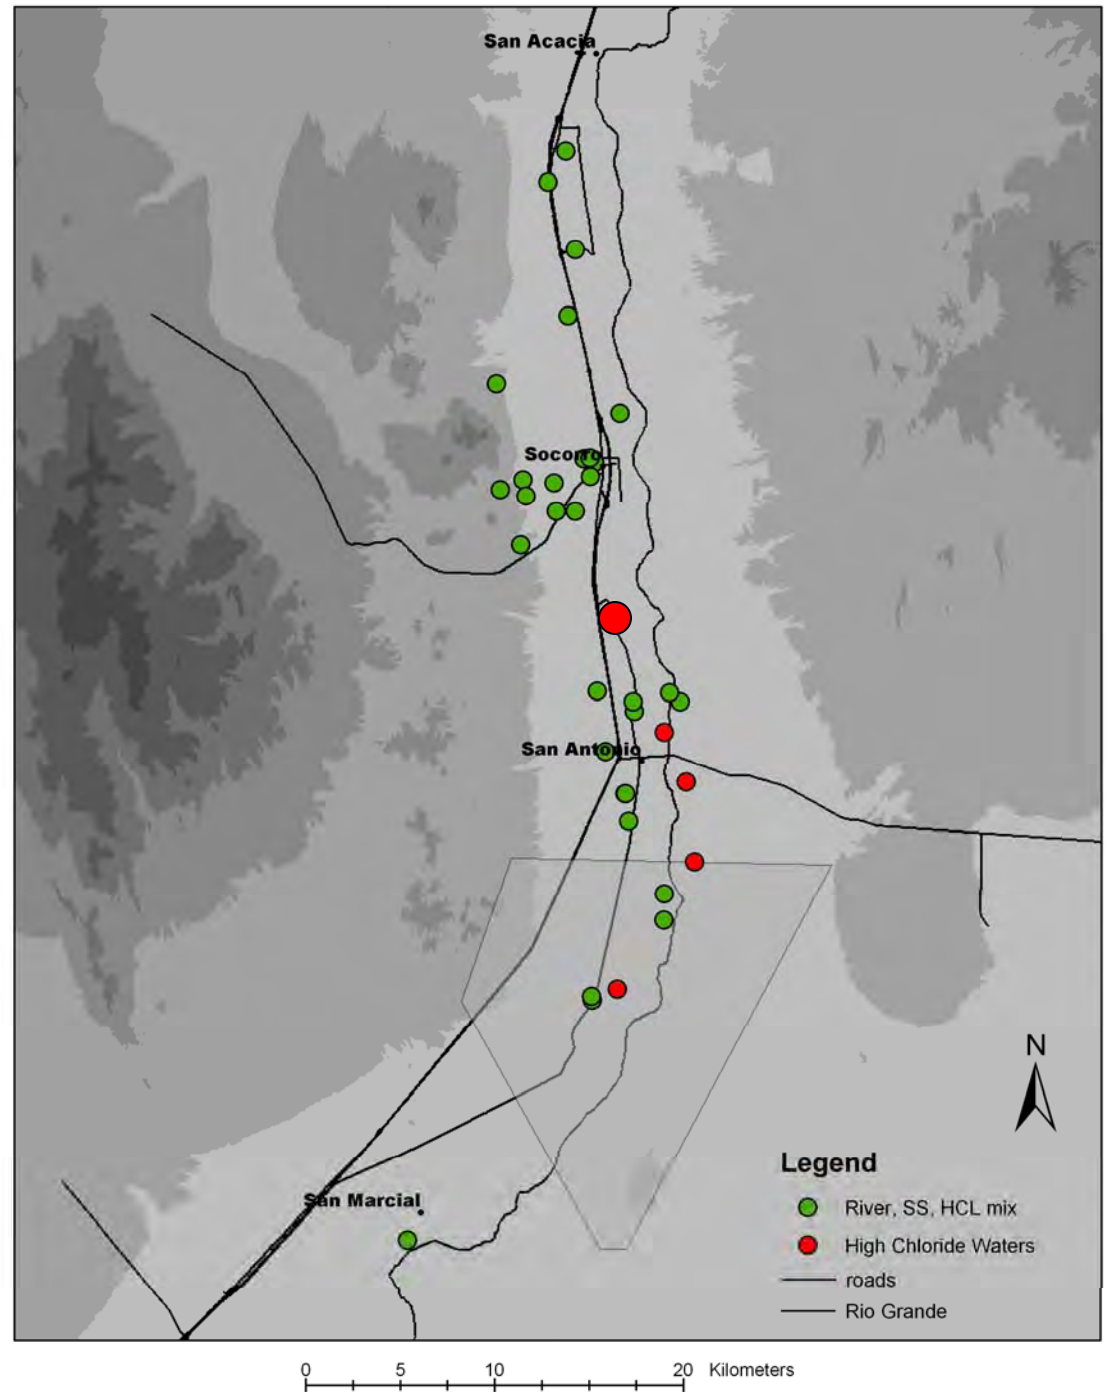 San Acacia
Socorro
San Antonio
San Marcial
N
Legend
River, SS, HCL mix
High Chloride Waters
roads
Rio Grande
0 5 10 20 Kilometers